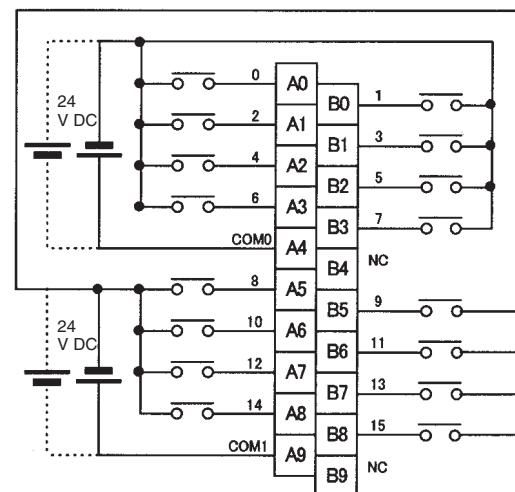 24
V DC
0 A0
B0 1
2 A1
B1 3
4 A2
B2 5
6 A3
B3 7
COM0 A4
B4 NC
24
V DC
8 A5
B5 9
10 A6
B6 11
12 A7
B7 13
14 A8
B8 15
COM1 A9
B9 NC